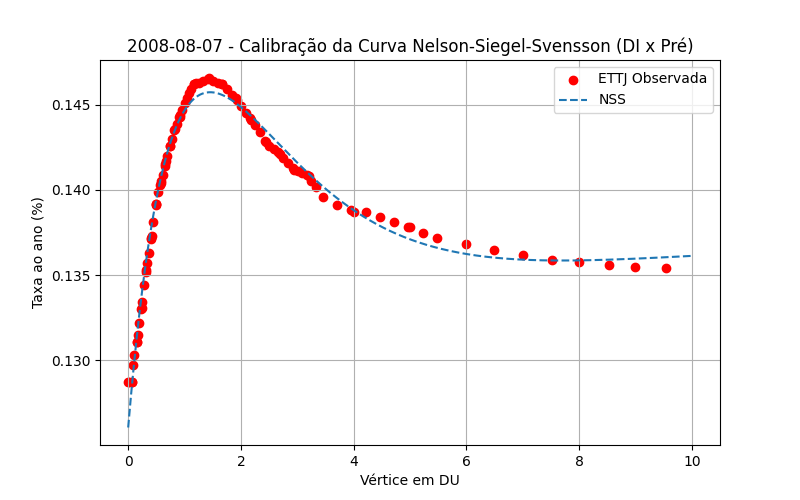 2008-08-07 - Calibração da Curva Nelson-Siegel-Svensson (DI x Pré)
ETTJ Observada
NSS
0.145
0.140
0.135
0.130
Taxa ao ano (%)
0 2 4 6 8 10
Vértice em DU